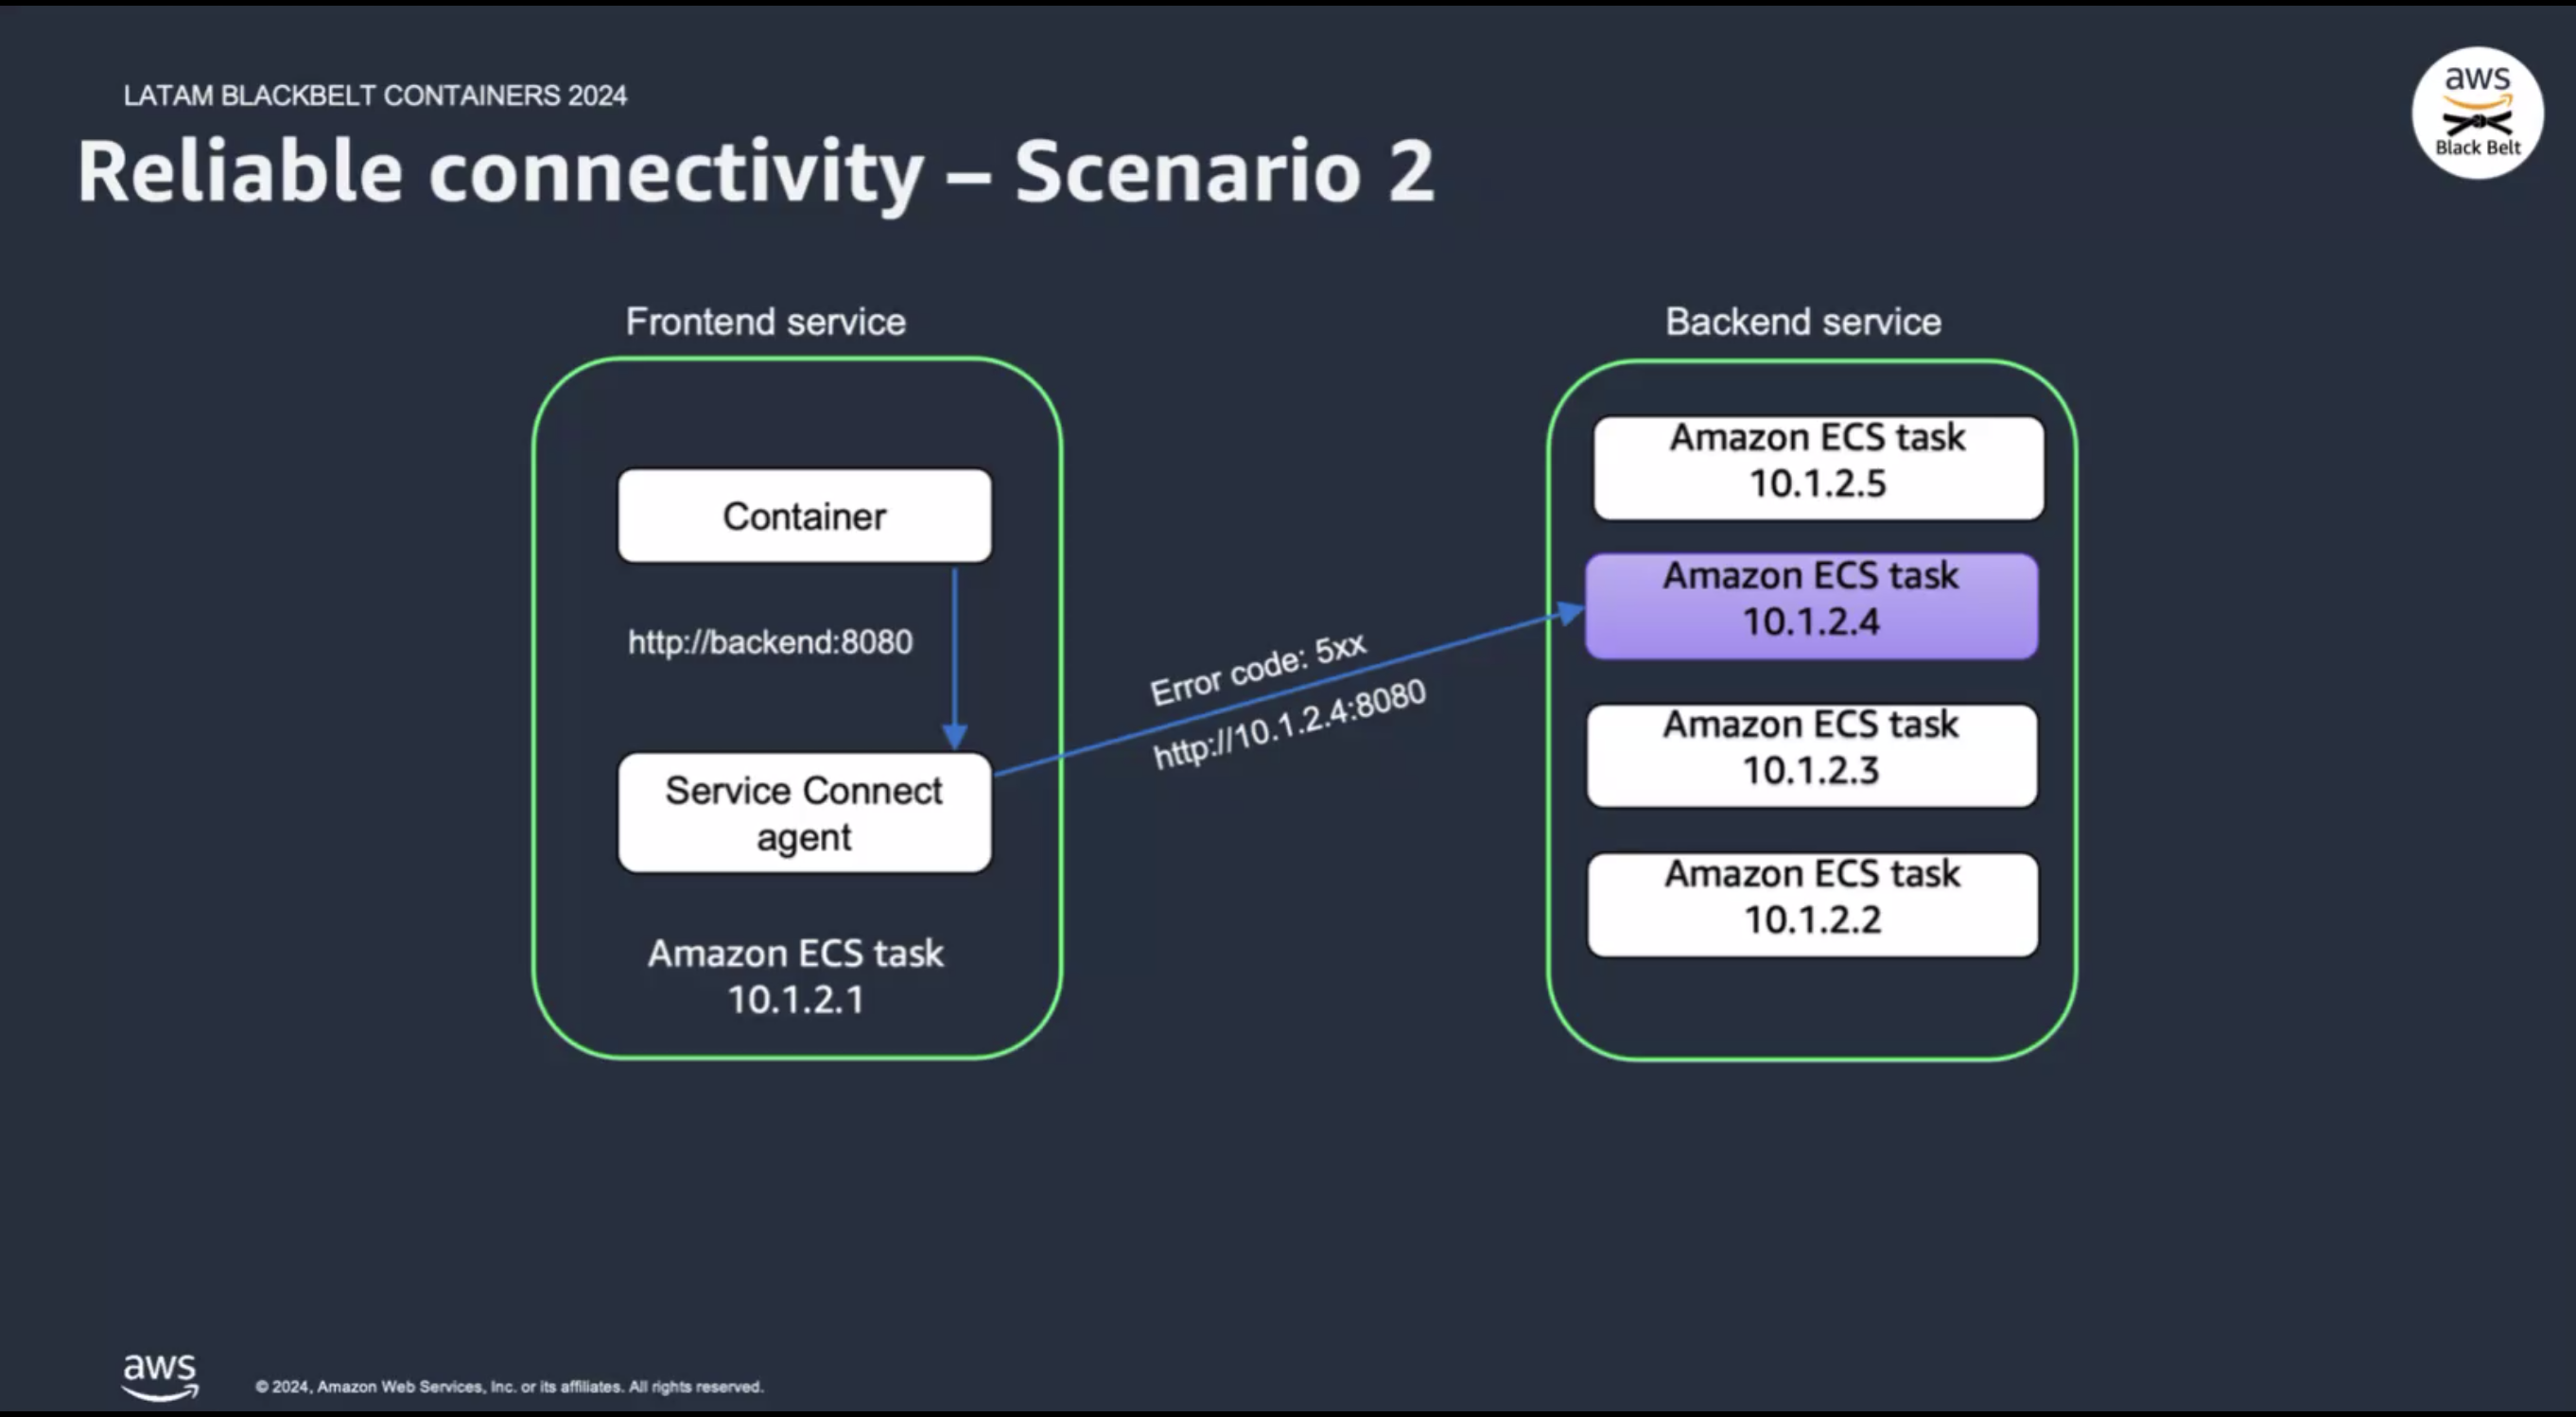 LATAM BLACKBELT CONTAINERS 2024
Reliable connectivity – Scenario 2
aws
Black Belt
Frontend service
Container
http://backend:8080
Service Connect
agent
Amazon ECS task
10.1.2.1
Error code: 5xx
http://10.1.2.4:8080
Backend service
Amazon ECS task
10.1.2.5
Amazon ECS task
10.1.2.4
Amazon ECS task
10.1.2.3
Amazon ECS task
10.1.2.2
aws
© 2024, Amazon Web Services, Inc. or its affiliates. All rights reserved.